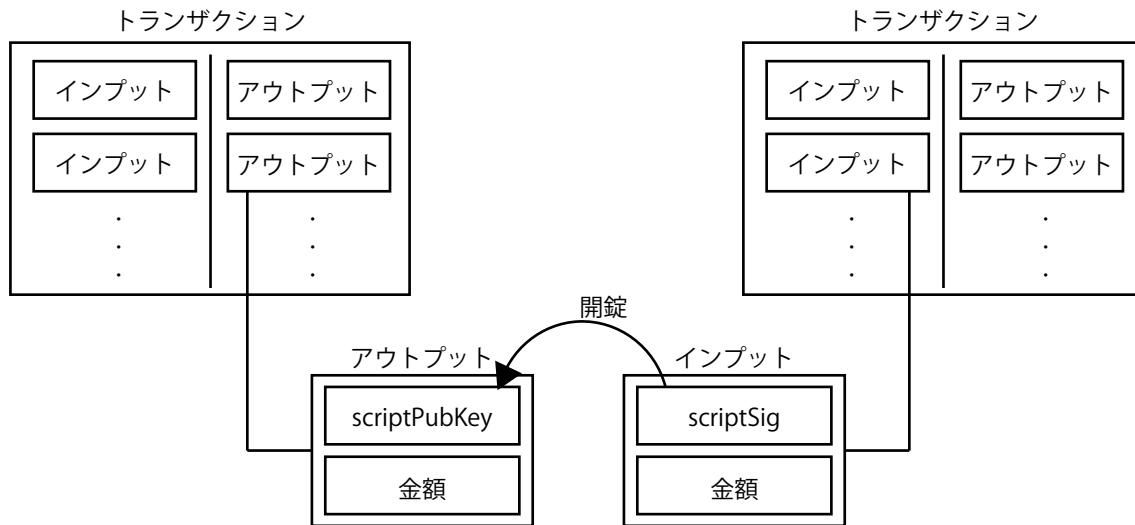 トランザクション
インプット
アウトプット
インプット
アウトプット
トランザクション
インプット
アウトプット
インプット
アウトプット
開錠
アウトプット
scriptPubKey
金額
インプット
scriptSig
金額